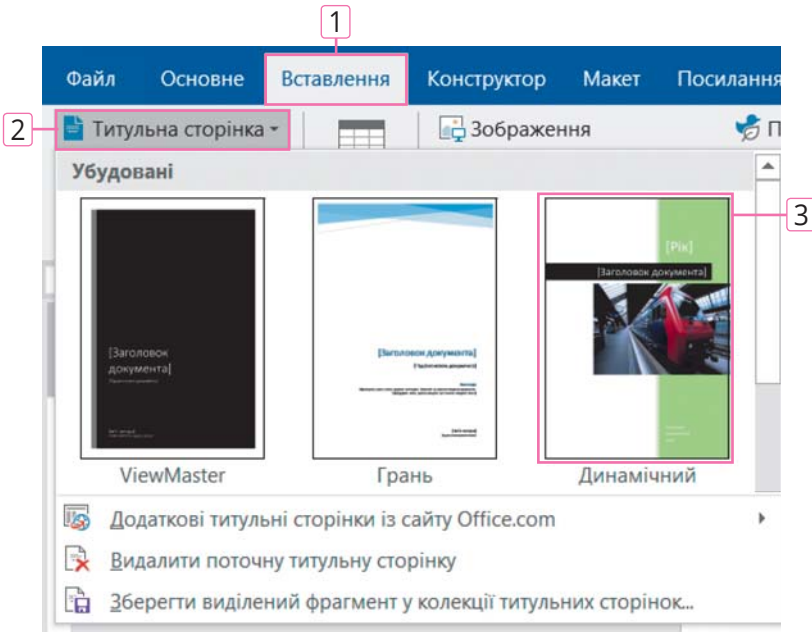 1
Файл Основне Вставлення Конструктор Макет Посилання
2
Титульна сторінка
Зображення
П
Убудовані
3
[Рік]
[Заголовок документа]
[Заголовок
документа]
[Заголовок документа]
ViewMaster Грань Динамічний
Додаткові титульні сторінки із сайту Office.com
Видалити поточну титульну сторінку
Зберегти виділений фрагмент у колекції титульних сторінок...